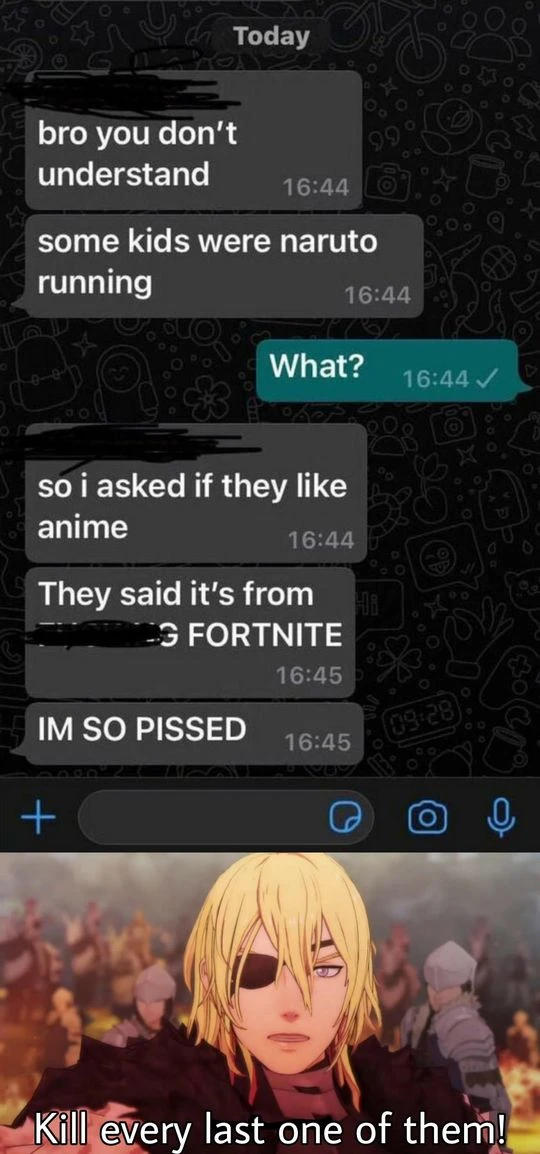 Today
bro you don't
understand
16:44
some kids were naruto
running
16:44
What?
16:44
so i asked if they like
anime
16:44
They said it's from
FORTNITE
16:45
IM SO PISSED
16:45
Kill every last one of them!